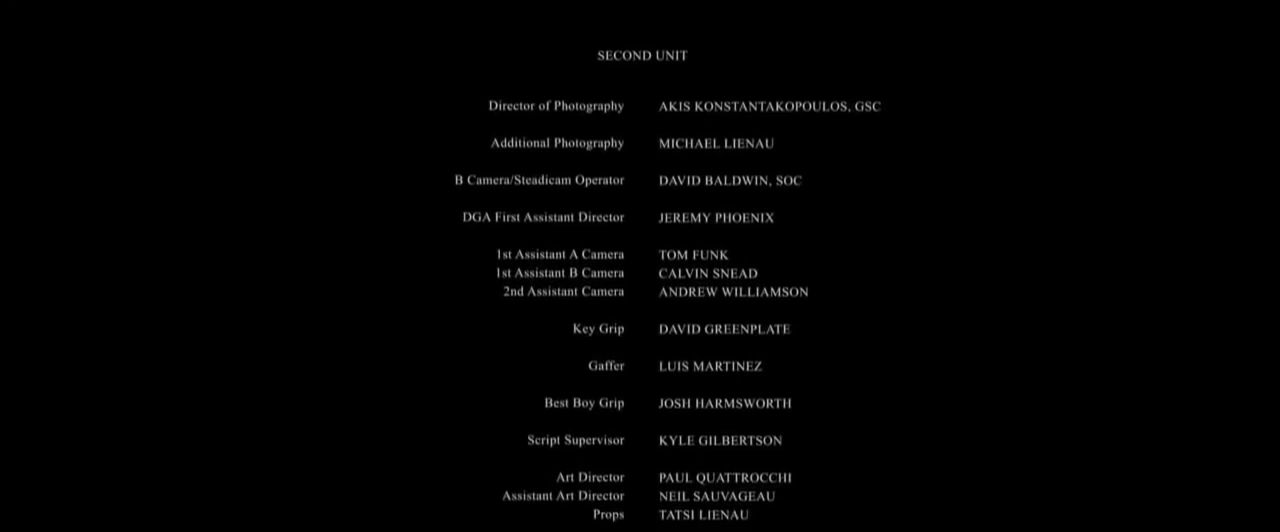 SECOND UNIT
Director of Photography AKIS KONSTANTAKOPOULOS, GSC
Additional Photography MICHAEL LIENAU
B Camera/Steadicam Operator DAVID BALDWIN, SOC
DGA First Assistant Director JEREMY PHOENIX
1st Assistant A Camera TOM FUNK
1st Assistant B Camera CALVIN SNEAD
2nd Assistant Camera ANDREW WILLIAMSON
Key Grip DAVID GREENPLATE
Gaffer LUIS MARTINEZ
Best Boy Grip JOSH HARMSWORTH
Script Supervisor KYLE GILBERTSON
Art Director PAUL QUATTROCCHI
Assistant Art Director NEIL SAUVAGEAU
Props TATSI LIENAU